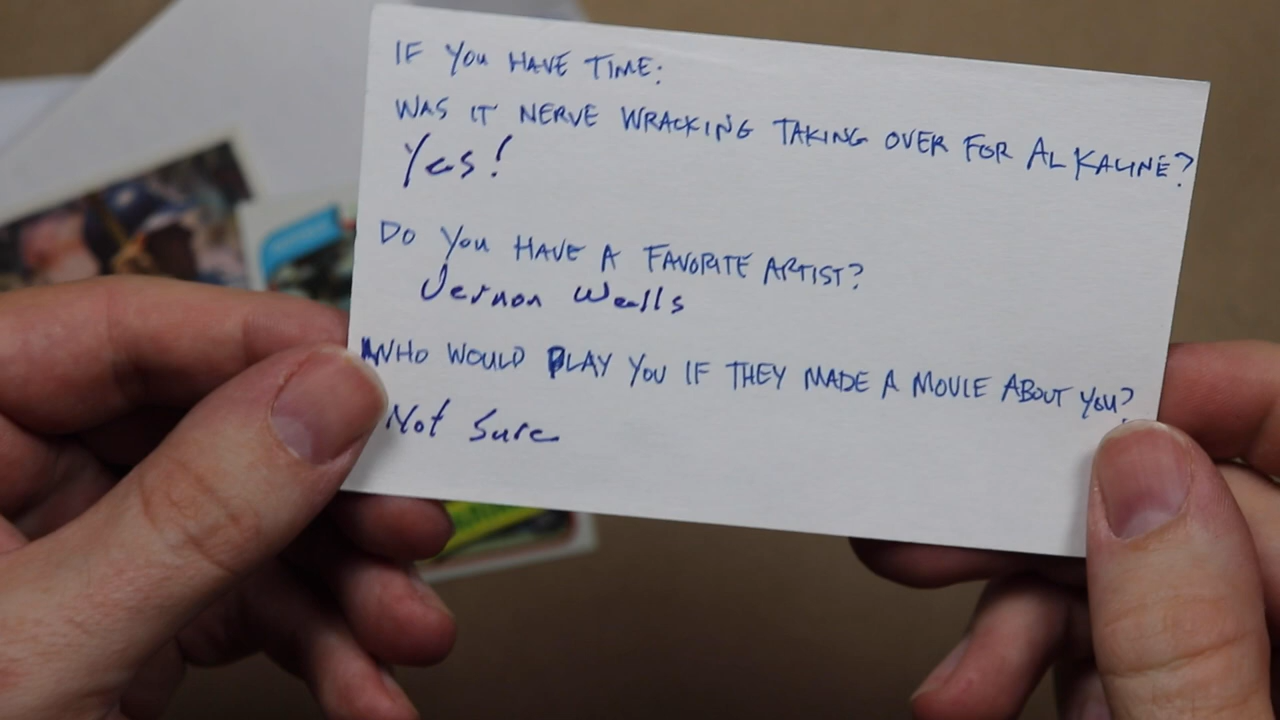 IF YOU HAVE TIME:
WAS IT NERVE WRACKING TAKING OVER FOR AL KALINE?
Yes!
DO YOU HAVE A FAVORITE ARTIST?
Vernon Wells
WHO WOULD PLAY YOU IF THEY MADE A MOVIE ABOUT YOU?
Not Sure